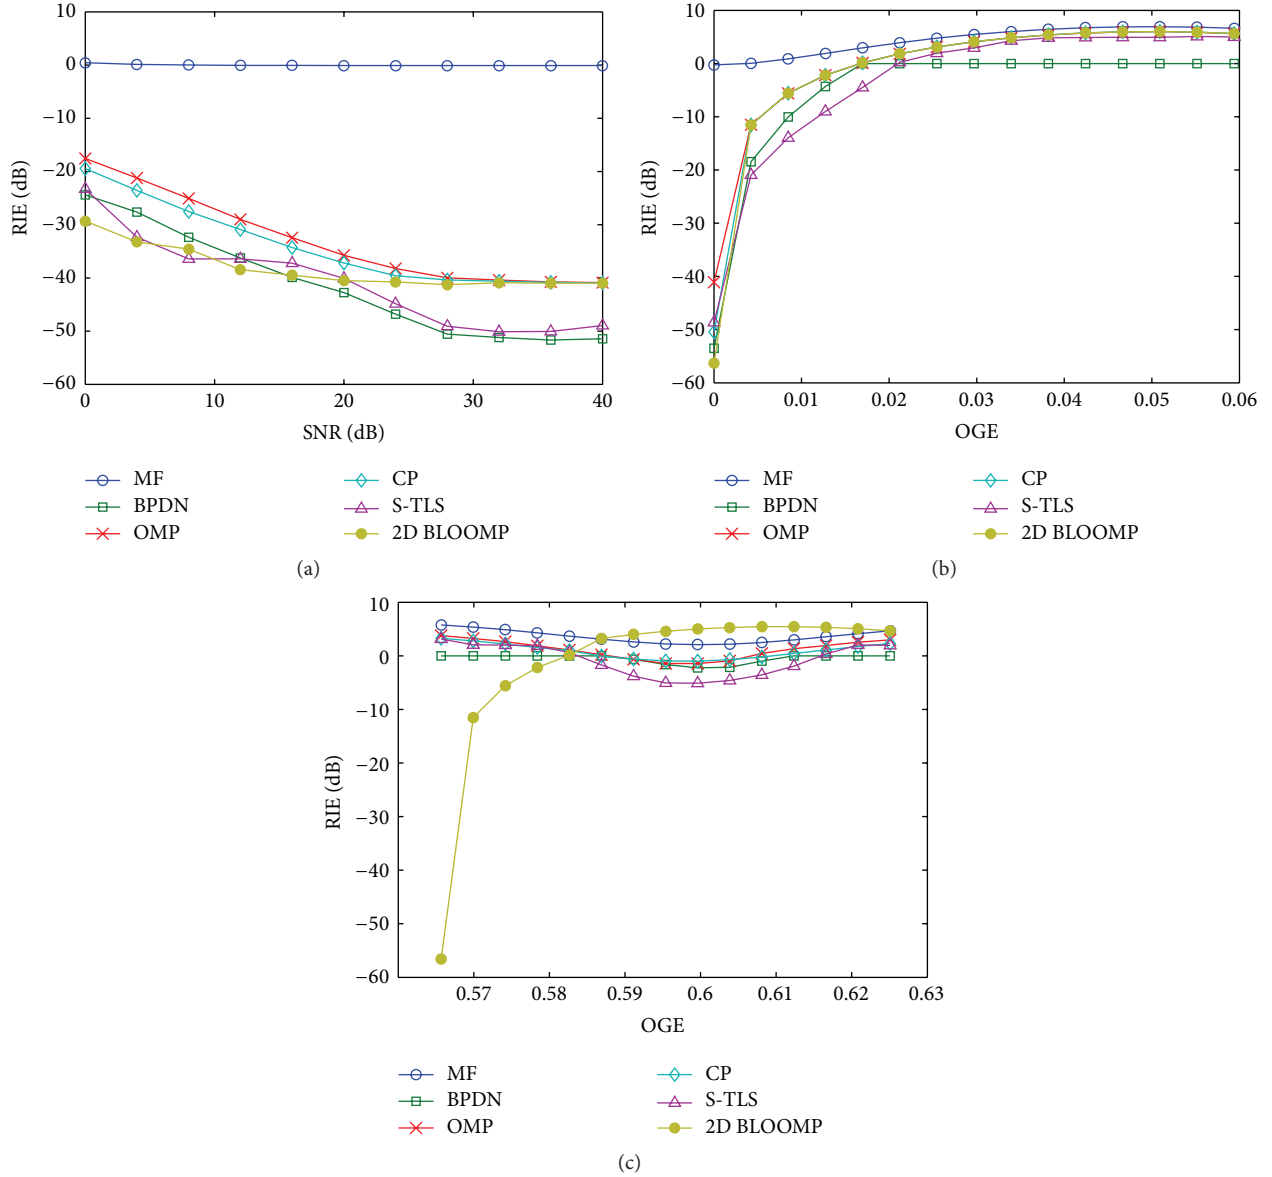 10
0
−10
−20
−30
−40
−50
−60
RIE (dB)
0 10 20 30 40
SNR (dB)
MF
BPDN
OMP
CP
S-TLS
2D BLOOMP
(a)
10
0
−10
−20
−30
−40
−50
−60
RIE (dB)
0 0.01 0.02 0.03 0.04 0.05 0.06
OGE
MF
BPDN
OMP
CP
S-TLS
2D BLOOMP
(b)
10
0
−10
−20
−30
−40
−50
−60
RIE (dB)
0.57 0.58 0.59 0.6 0.61 0.62 0.63
OGE
MF
BPDN
OMP
CP
S-TLS
2D BLOOMP
(c)